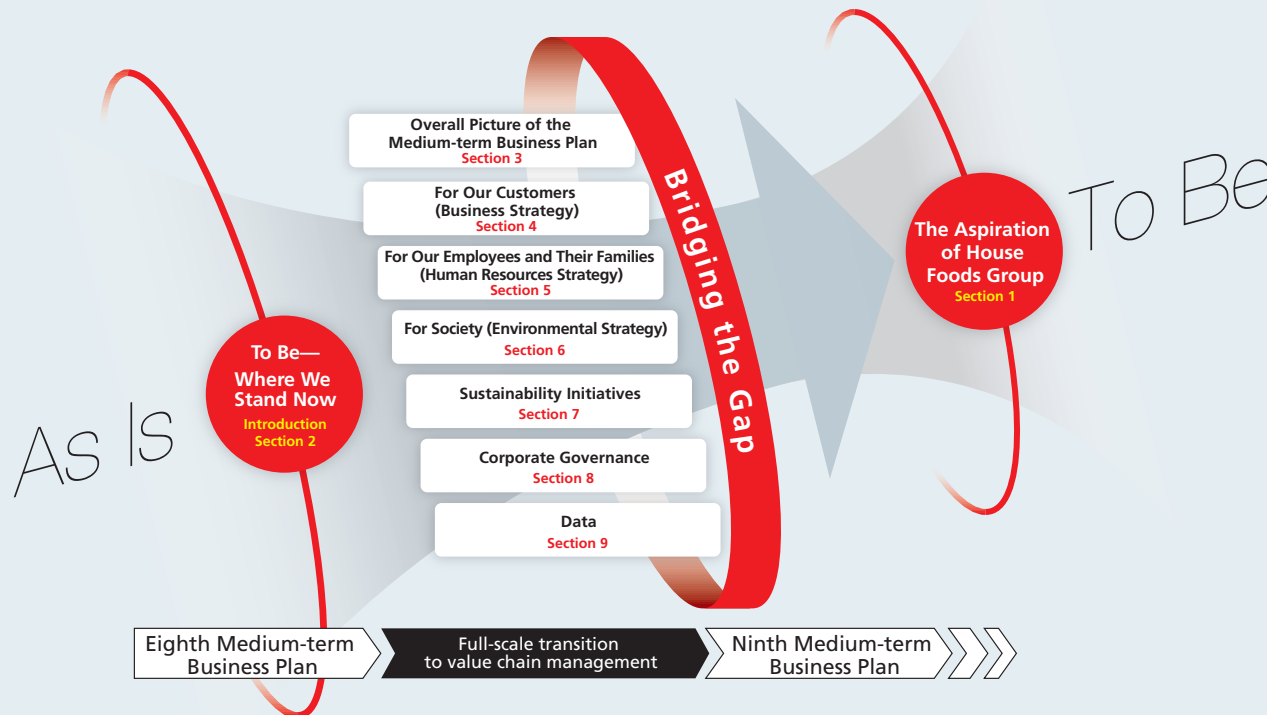 As Is
To Be—
Where We
Stand Now
Introduction
Section 2
Overall Picture of the
Medium-term Business Plan
Section 3
For Our Customers
(Business Strategy)
Section 4
For Our Employees and Their Families
(Human Resources Strategy)
Section 5
For Society (Environmental Strategy)
Section 6
Sustainability Initiatives
Section 7
Corporate Governance
Section 8
Data
Section 9
Bridging the Gap
The Aspiration
of House
Foods Group
Section 1
To Be
Eighth Medium-term
Business Plan
Full-scale transition
to value chain management
Ninth Medium-term
Business Plan